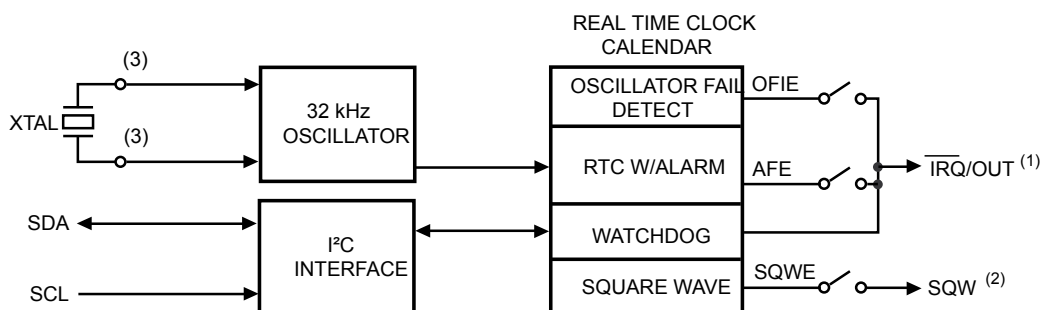 REAL TIME CLOCK
CALENDAR
(3)
XTAL
(3)
32 kHz
OSCILLATOR
OSCILLATOR FAIL
DETECT
OFIE
RTC W/ALARM
AFE
IRQ/OUT (1)
SDA
SCL
I²C
INTERFACE
WATCHDOG
SQUARE WAVE
SQWE
SQW (2)